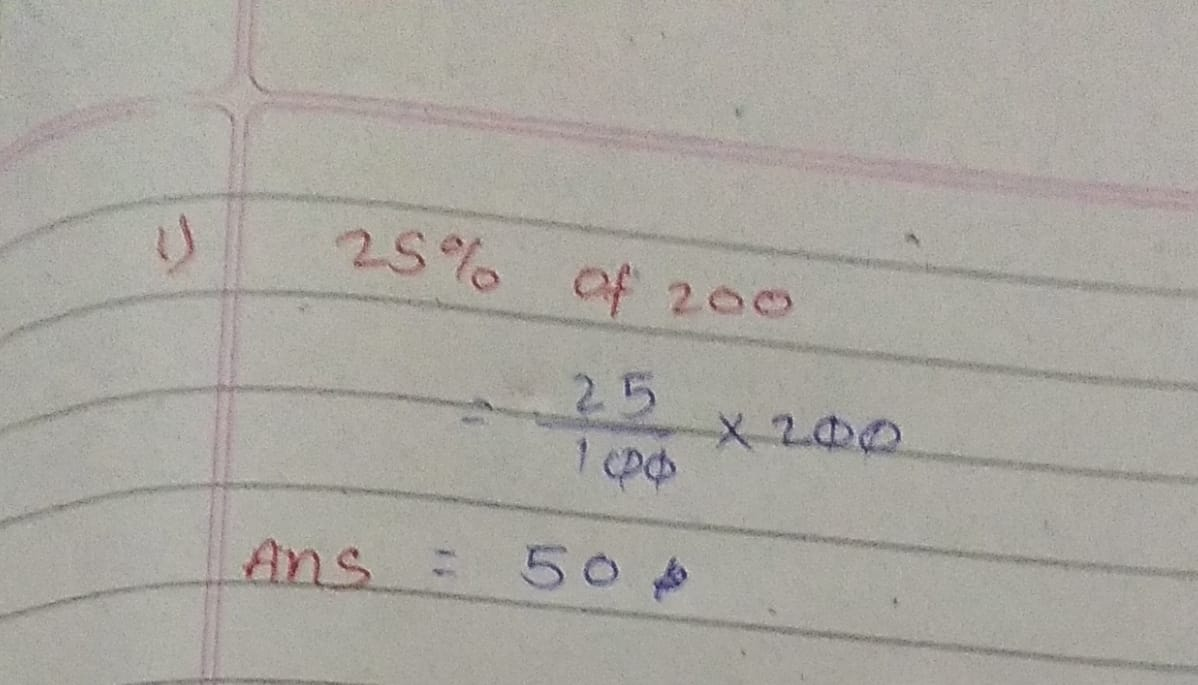 1) 25% of 200
= 25/100 × 200
Ans = 50